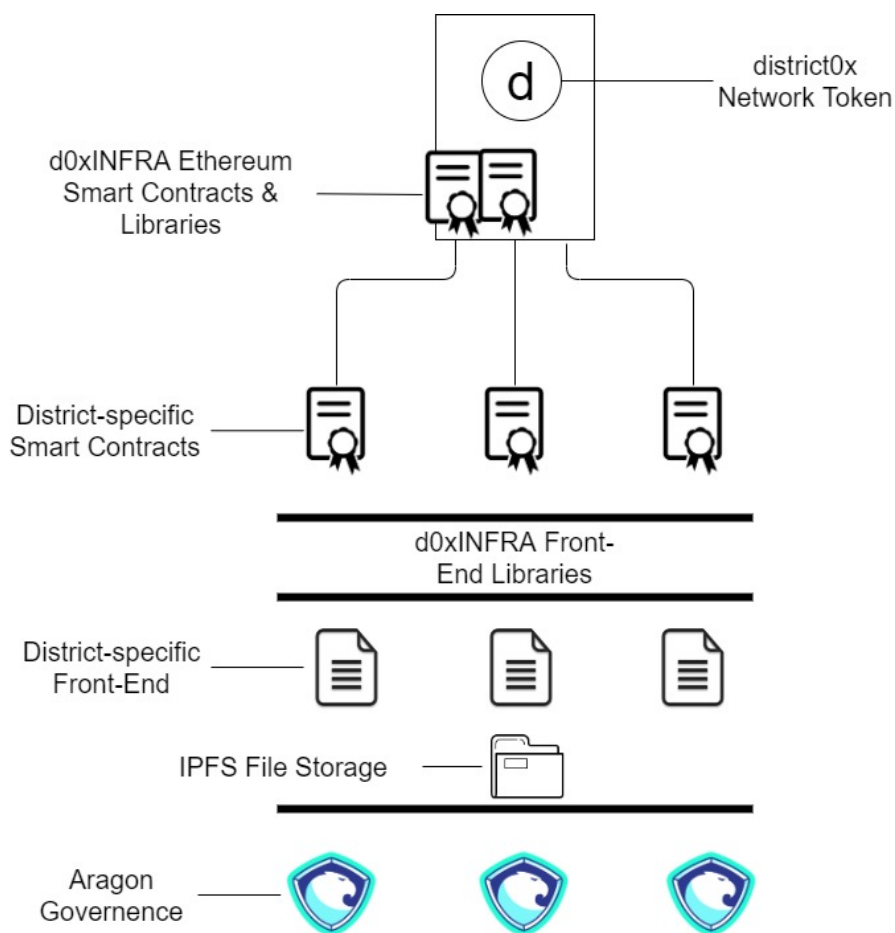 d
district0x
Network Token
d0xINFRA Ethereum
Smart Contracts &
Libraries
District-specific
Smart Contracts
d0xINFRA Front-
End Libraries
District-specific
Front-End
IPFS File Storage
Aragon
Governence